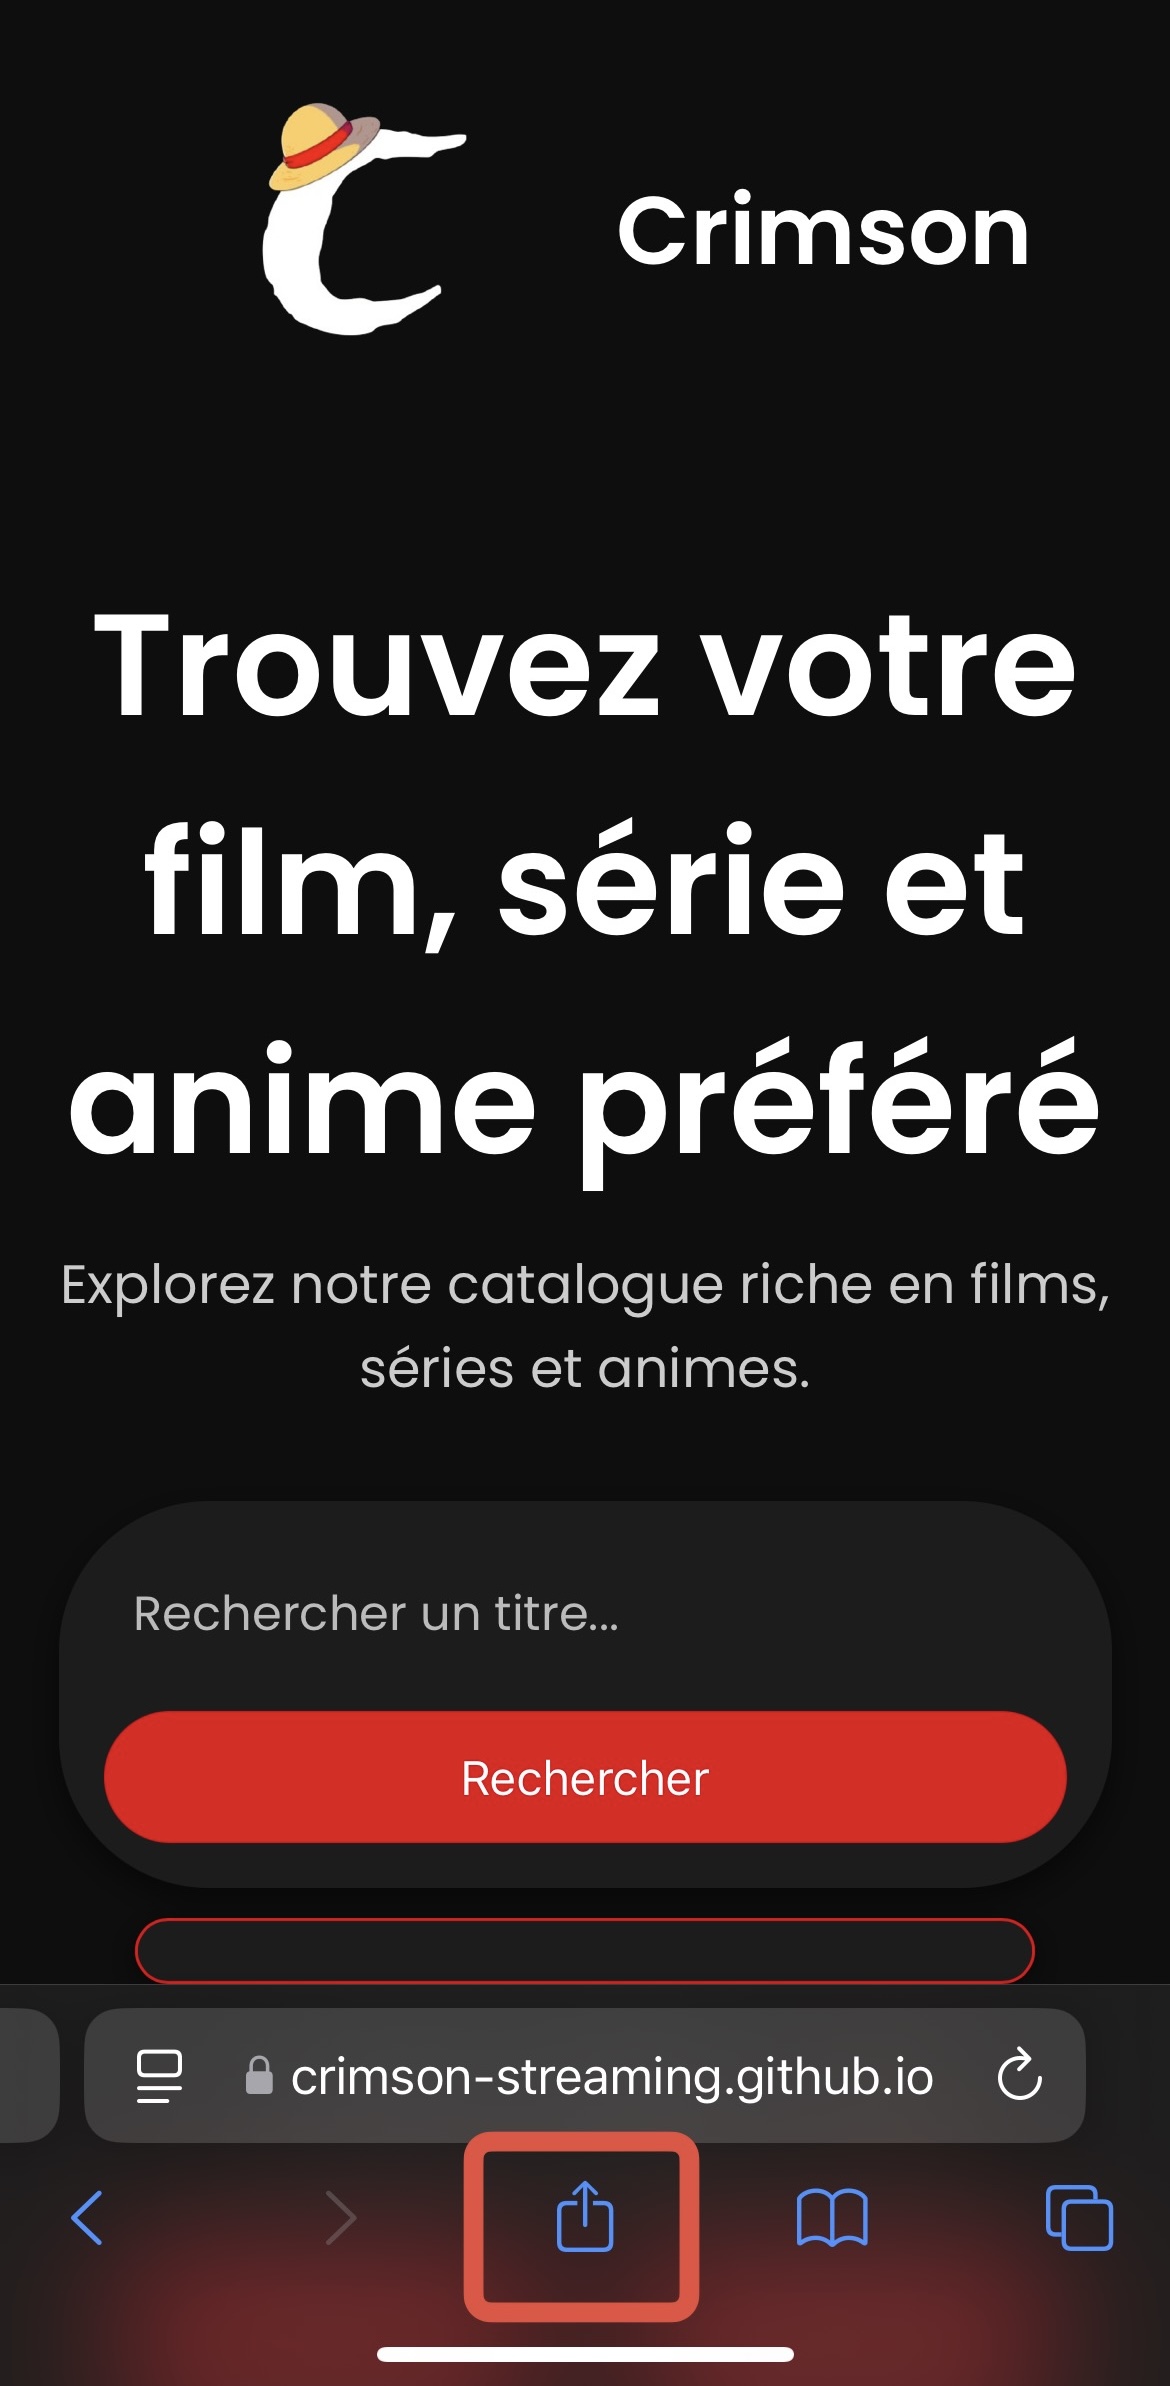 Crimson
Trouvez votre
film, série et
anime préféré
Explorez notre catalogue riche en films,
séries et animes.
Rechercher un titre...
Rechercher
crimson-streaming.github.io